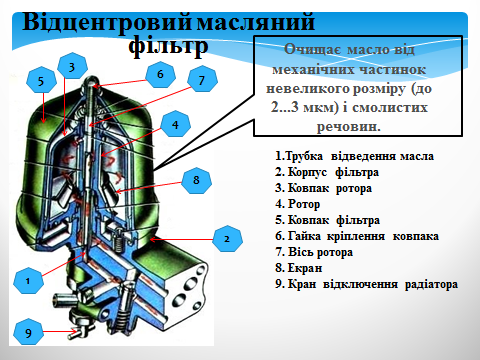 Відцентровий масляний
фільтр
Очищає масло від
механічних частинок
невеликого розміру (до
2...3 мкм) і смолистих
речовин.
3
6
5
7
4
8
2
1
9
1.Трубка відведення масла
2. Корпус фільтра
3. Ковпак ротора
4. Ротор
5. Ковпак фільтра
6. Гайка кріплення ковпака
7. Вісь ротора
8. Екран
9. Кран відключення радіатора